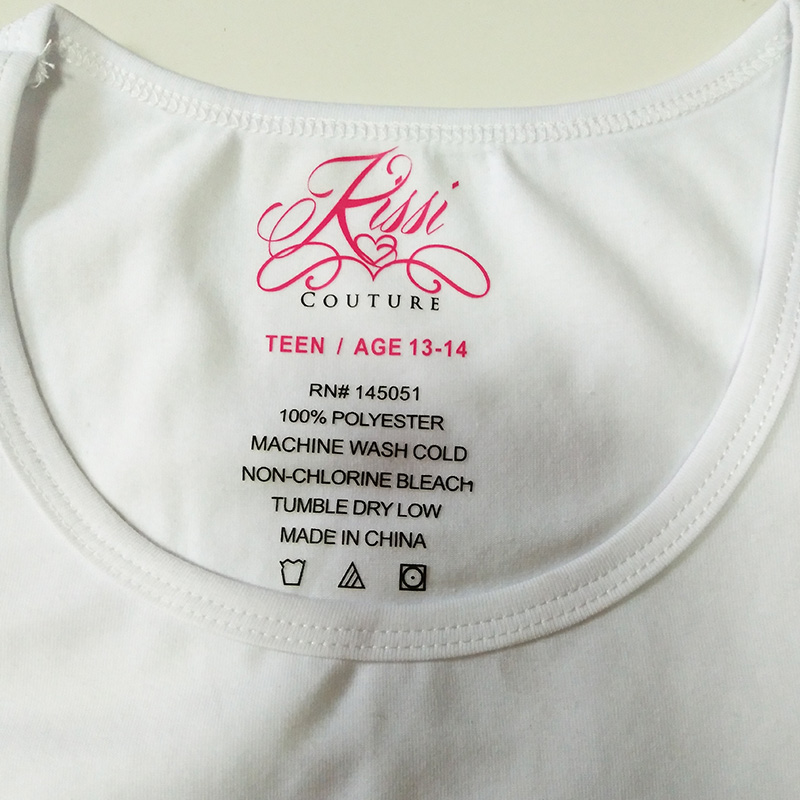 Kissi
COUTURE
TEEN / AGE 13-14
RN# 145051
100% POLYESTER
MACHINE WASH COLD
NON-CHLORINE BLEACH
TUMBLE DRY LOW
MADE IN CHINA